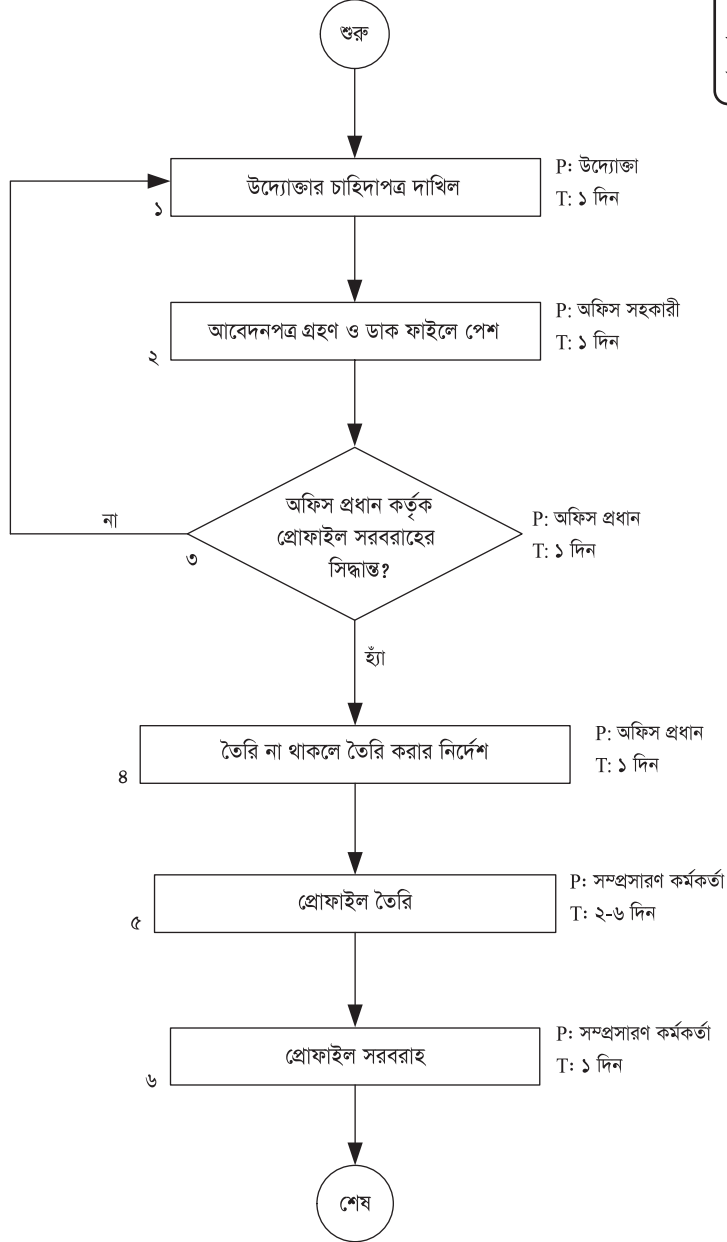 শুরু
উদ্যোক্তার চাহিদাপত্র দাখিল
১
P: উদ্যোক্তা
T: ১ দিন
আবেদনপত্র গ্রহণ ও ডাক ফাইলে পেশ
২
P: অফিস সহকারী
T: ১ দিন
অফিস প্রধান কর্তৃক
প্রোফাইল সরবরাহের
সিদ্ধান্ত?
না
৩
P: অফিস প্রধান
T: ১ দিন
হ্যাঁ
তৈরি না থাকলে তৈরি করার নির্দেশ
৪
P: অফিস প্রধান
T: ১ দিন
প্রোফাইল তৈরি
৫
P: সম্প্রসারণ কর্মকর্তা
T: ২-৬ দিন
প্রোফাইল সরবরাহ
৬
P: সম্প্রসারণ কর্মকর্তা
T: ১ দিন
শেষ